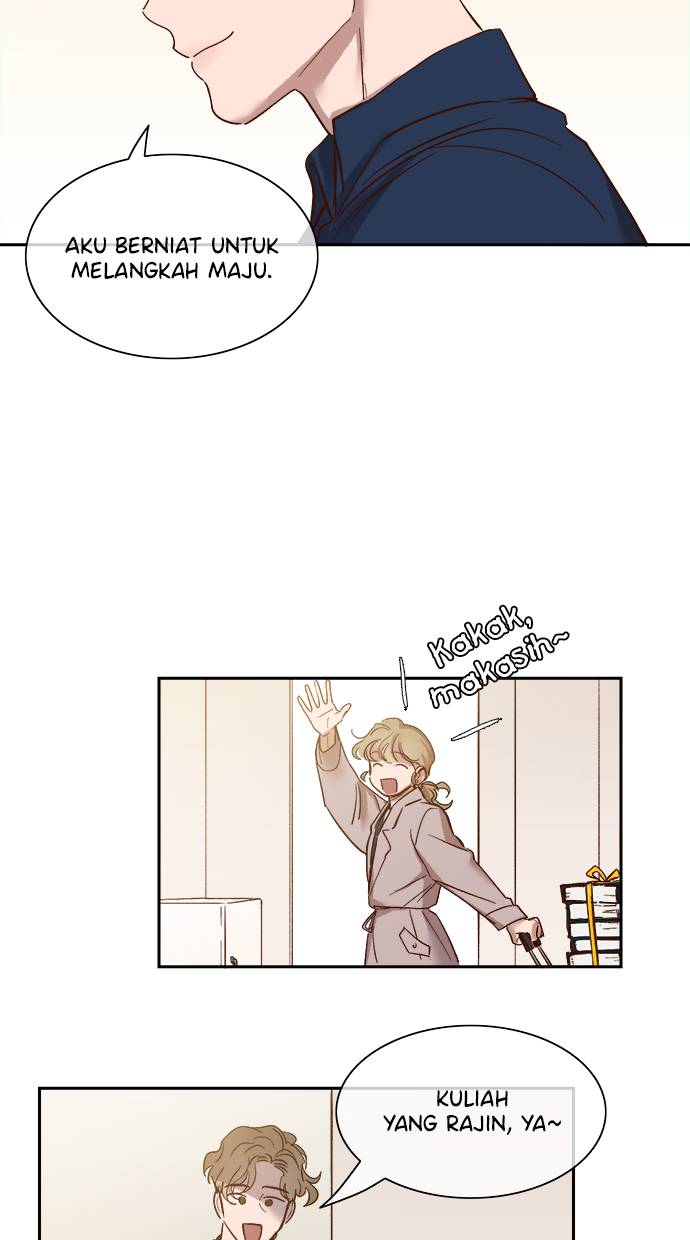 AKU BERNIAT UNTUK
MELANGKAH MAJU.
Kakak,
makasih~
KULIAH
YANG RAJIN, YA~